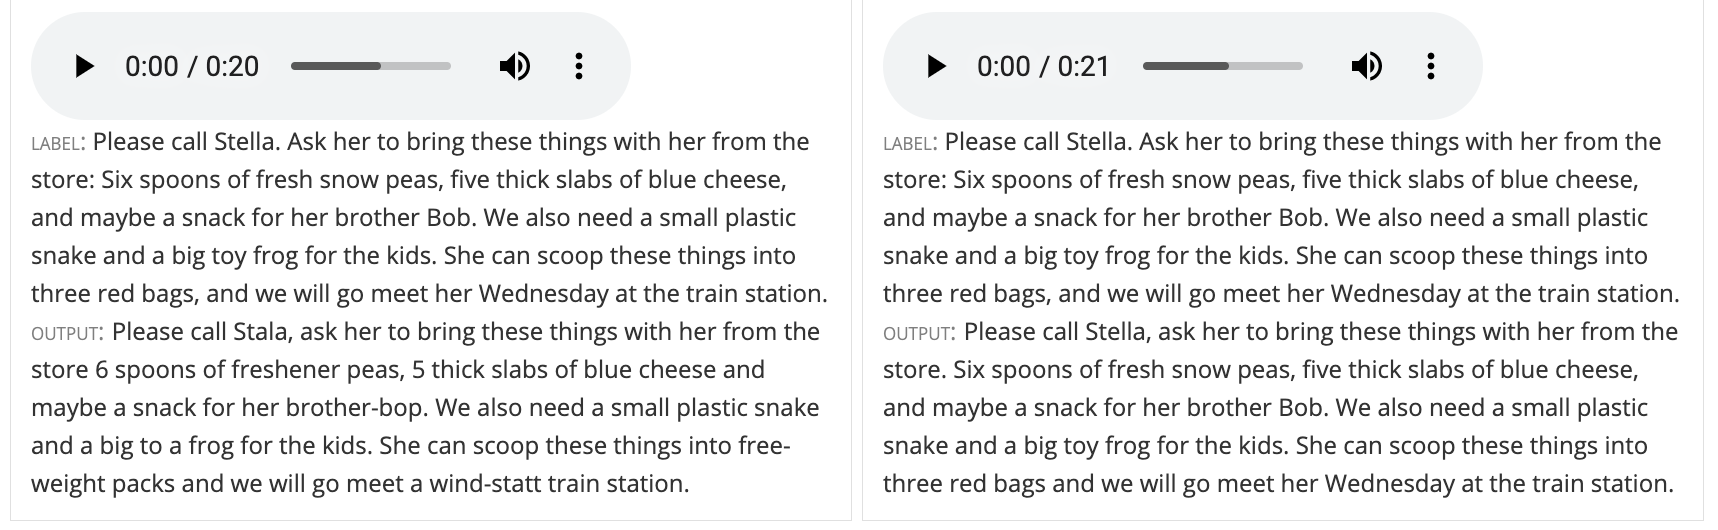 0:00 / 0:20
LABEL: Please call Stella. Ask her to bring these things with her from the
store: Six spoons of fresh snow peas, five thick slabs of blue cheese,
and maybe a snack for her brother Bob. We also need a small plastic
snake and a big toy frog for the kids. She can scoop these things into
three red bags, and we will go meet her Wednesday at the train station.
OUTPUT: Please call Stala, ask her to bring these things with her from the
store 6 spoons of freshener peas, 5 thick slabs of blue cheese and
maybe a snack for her brother-bop. We also need a small plastic snake
and a big to a frog for the kids. She can scoop these things into free-
weight packs and we will go meet a wind-statt train station.
0:00 / 0:21
LABEL: Please call Stella. Ask her to bring these things with her from the
store: Six spoons of fresh snow peas, five thick slabs of blue cheese,
and maybe a snack for her brother Bob. We also need a small plastic
snake and a big toy frog for the kids. She can scoop these things into
three red bags, and we will go meet her Wednesday at the train station.
OUTPUT: Please call Stella, ask her to bring these things with her from the
store. Six spoons of fresh snow peas, five thick slabs of blue cheese,
and maybe a snack for her brother Bob. We also need a small plastic
snake and a big toy frog for the kids. She can scoop these things into
three red bags and we will go meet her Wednesday at the train station.